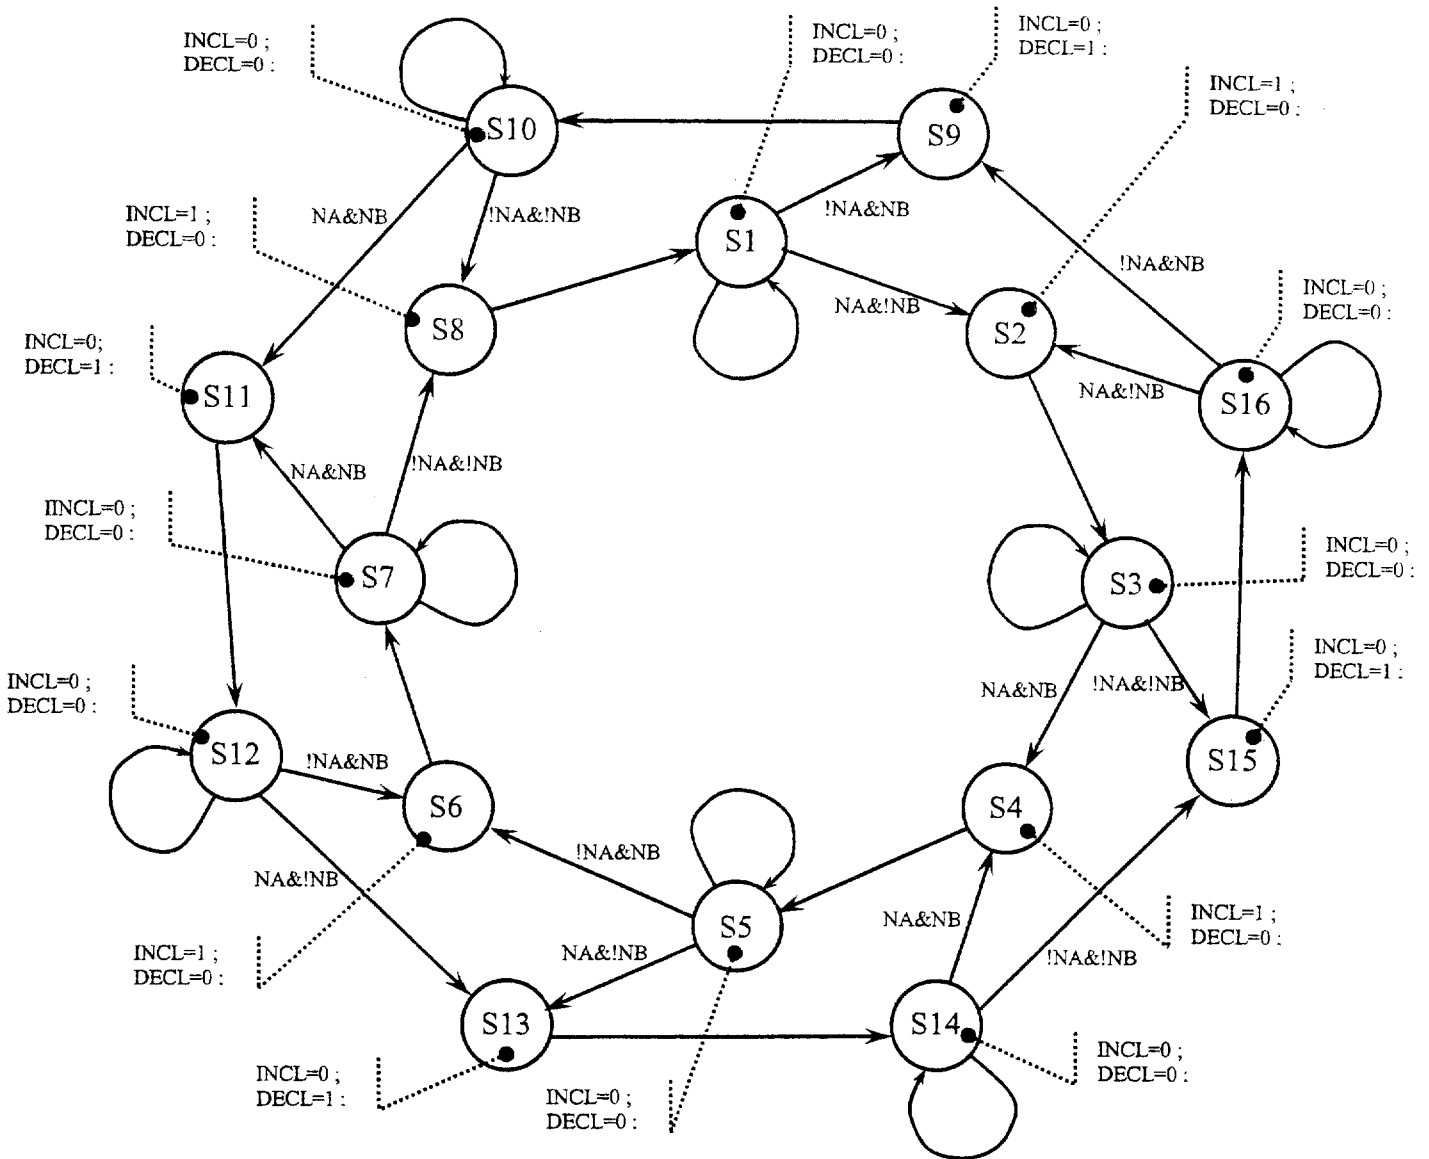 INCL=0 ;
DECL=0 :
INCL=0 ;
DECL=0 :
INCL=0 ;
DECL=1 :
INCL=1 ;
DECL=0 :
S10
S9
INCL=1 ;
DECL=0 :
NA&NB
!NA&!NB
S1
!NA&NB
!NA&NB
NA&!NB
INCL=0 ;
DECL=0 :
S8
S2
INCL=0;
DECL=1 :
S11
NA&!NB
S16
NA&NB
!NA&!NB
IINCL=0 ;
DECL=0 :
S7
S3
INCL=0 ;
DECL=0 :
INCL=0 ;
DECL=1 :
INCL=0 ;
DECL=0 :
NA&NB
!NA&!NB
S12
!NA&NB
S6
S4
S15
!NA&NB
NA&!NB
S5
NA&NB
INCL=1 ;
DECL=0 :
INCL=1 ;
DECL=0 :
NA&!NB
!NA&!NB
S13
S14
INCL=0 ;
DECL=1 :
INCL=0 ;
DECL=0 :
INCL=0 ;
DECL=0 :